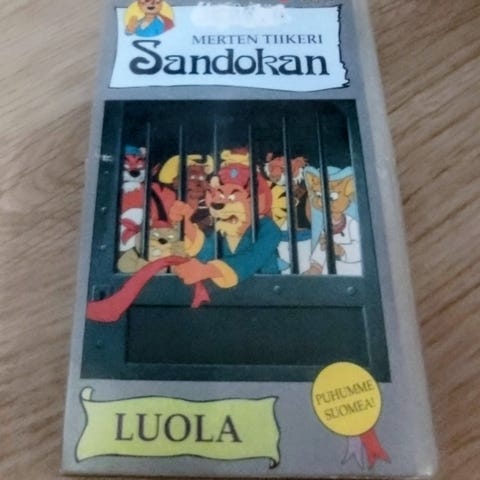 MERTEN TIIKERI
Sandokan
LUOLA
PUHUMME
SUOMEA!